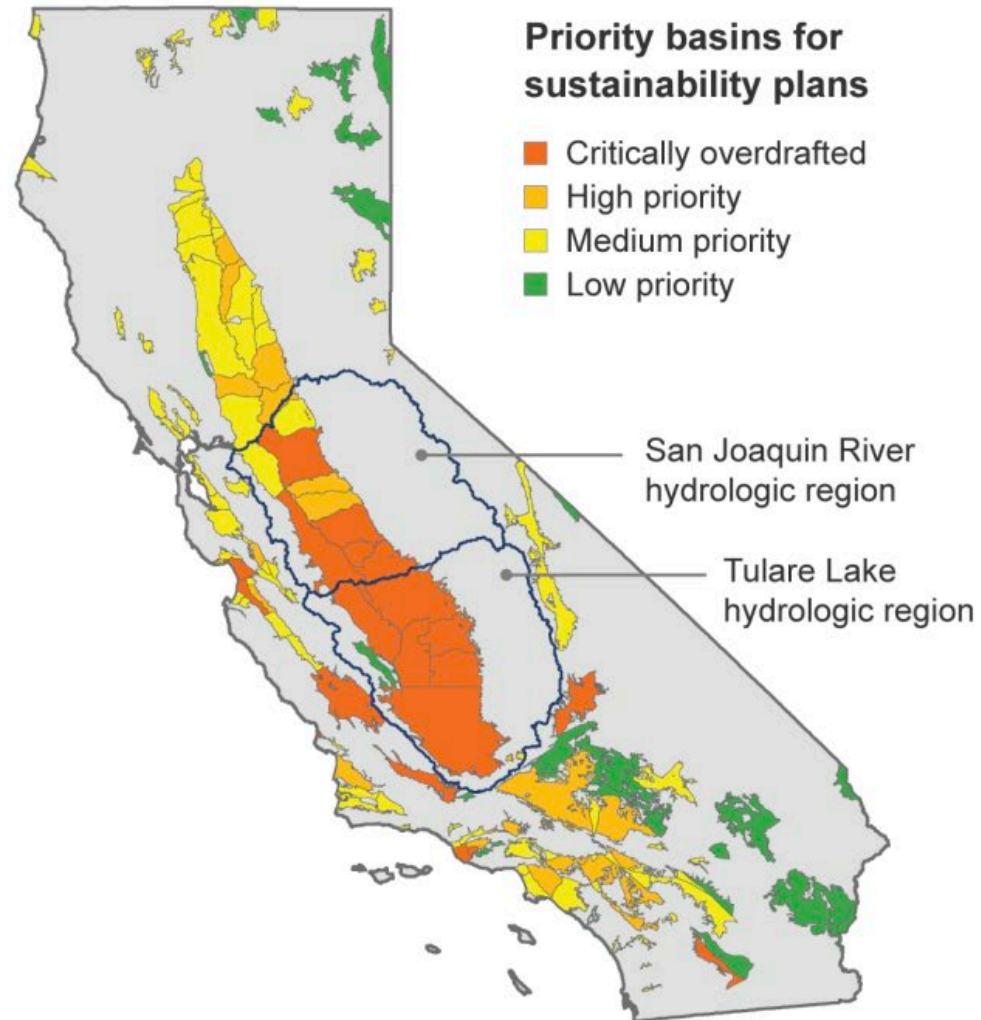 Priority basins for
sustainability plans
Critically overdrafted
High priority
Medium priority
Low priority
San Joaquin River
hydrologic region
Tulare Lake
hydrologic region